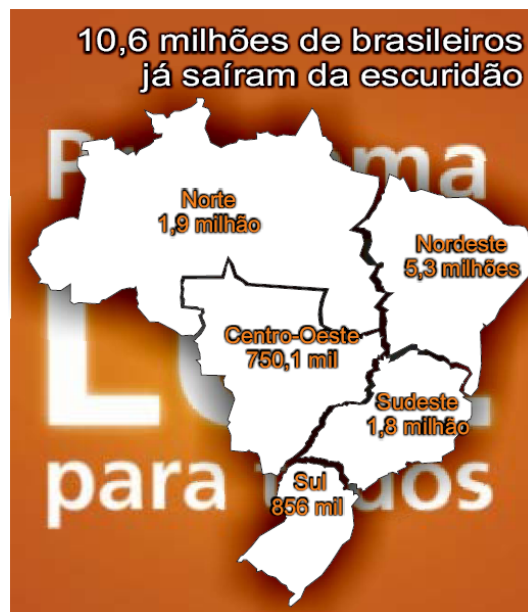 10,6 milhões de brasileiros
já saíram da escuridão
Norte
1,9 milhão
Nordeste
5,3 milhões
Centro-Oeste
750,1 mil
Sudeste
1,8 milhão
Sul
856 mil
para